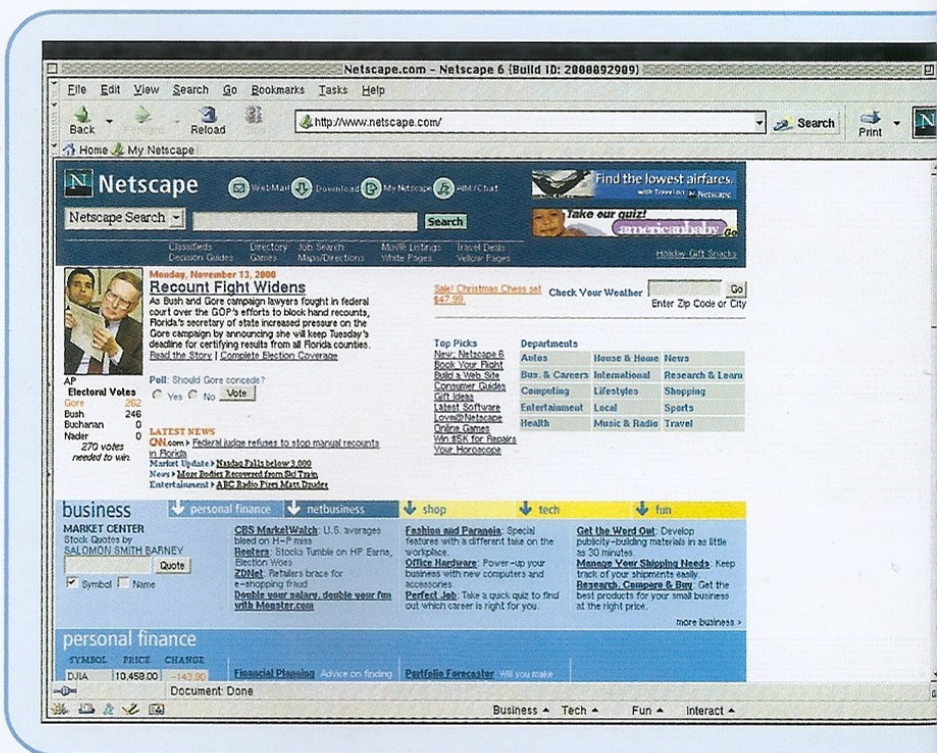 Netscape.com – Netscape 6 {Build ID: 2000092909}
File Edit View Search Go Bookmarks Tasks Help
Back Reload http://www.netscape.com/ Search Print N
Home My Netscape
N Netscape WebMail Download My Netscape AIM/Chat
Find the lowest airfares.
with Travel on Netscape
Netscape Search Search
Take our quiz!
americanbaby Go
Classifieds Directory Job Search Movie Listings Travel Deals
Decision Guides Games Maps/Directions White Pages Yellow Pages
Holiday Gift Snacks
Monday, November 13, 2000
Recount Fight Widens
As Bush and Gore campaign lawyers fought in federal
court over the GOP's efforts to block hand recounts,
Florida's secretary of state increased pressure on the
Gore campaign by announcing she will keep Tuesday's
deadline for certifying results from all Florida counties.
Read the Story | Complete Election Coverage
AP
Electoral Votes
Gore 262
Bush 246
Buchanan 0
Nader 0
270 votes
needed to win.
Poll: Should Gore concede?
Yes No Vote
LATEST NEWS
CNN.com > Federal judge refuses to stop manual recounts
in Florida
Market Update > Nasdaq Falls below 3,000
News > More Bodies Recovered from Ski Train
Entertainment > ABC Radio Fires Matt Drudge
Sale! Christmas Chess set
$47.99.
Check Your Weather Go
Enter Zip Code or City
Top Picks
New: Netscape 6
Book Your Flight
Build a Web Site
Consumer Guides
Gift Ideas
Latest Software
Love@Netscape
Online Games
Win $5K for Repairs
Your Horoscope
Departments
Autos House & Home News
Bus. & Careers International Research & Learn
Computing Lifestyles Shopping
Entertainment Local Sports
Health Music & Radio Travel
business personal finance netbusiness shop tech fun
MARKET CENTER
Stock Quotes by
SALOMON SMITH BARNEY
Quote
Symbol Name
CBS MarketWatch: U.S. averages
bleed on H-P miss
Reuters: Stocks Tumble on HP Earns,
Election Woes
ZDNet: Retailers brace for
e-shopping fraud
Double your salary, double your fun
with Monster.com
Fashion and Paranoia: Special
features with a different take on the
workplace.
Office Hardware: Power-up your
business with new computers and
accessories.
Perfect Job: Take a quick quiz to find
out which career is right for you.
Get the Word Out: Develop
publicity-building materials in as little
as 30 minutes.
Manage Your Shipping Needs: Keep
track of your shipments easily.
Research, Compare & Buy: Get the
best products for your small business
at the right price.
more business >
personal finance
SYMBOL PRICE CHANGE
DJIA 10,459.00 -143.90
Financial Planning: Advice on finding
Portfolio Forecaster: Will you make
Document: Done
Business Tech Fun Interact